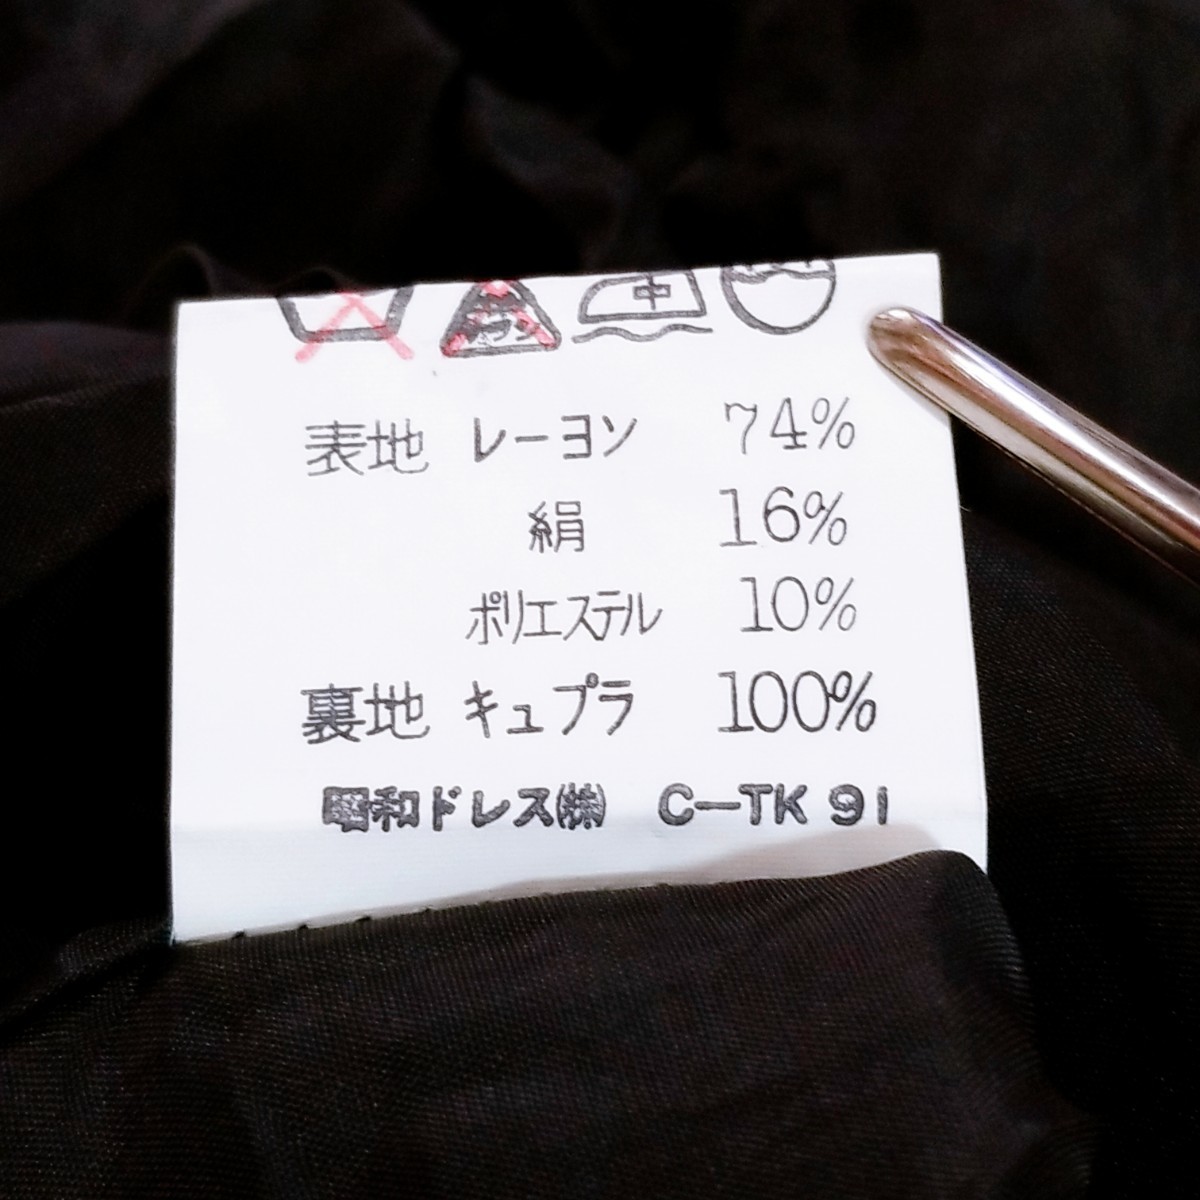 中
表地 レーヨン 74%
絹 16%
ポリエステル 10%
裏地 キュプラ 100%
昭和ドレス㈱ C-TK 91